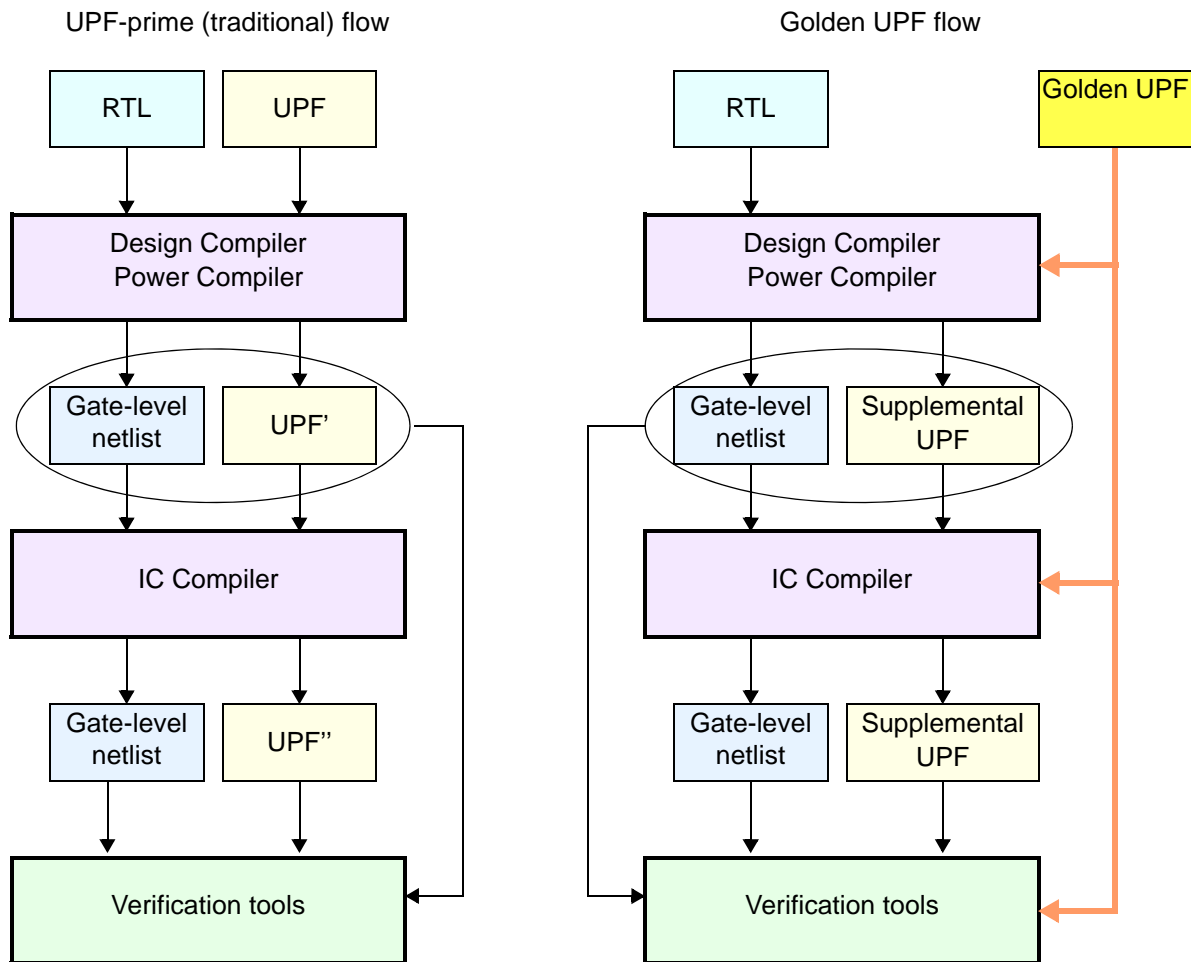 UPF-prime (traditional) flow
Golden UPF flow
RTL
UPF
RTL
Golden UPF
Design Compiler
Power Compiler
Design Compiler
Power Compiler
Gate-level
netlist
UPF’
Gate-level
netlist
Supplemental
UPF
IC Compiler
IC Compiler
Gate-level
netlist
UPF’’
Gate-level
netlist
Supplemental
UPF
Verification tools
Verification tools